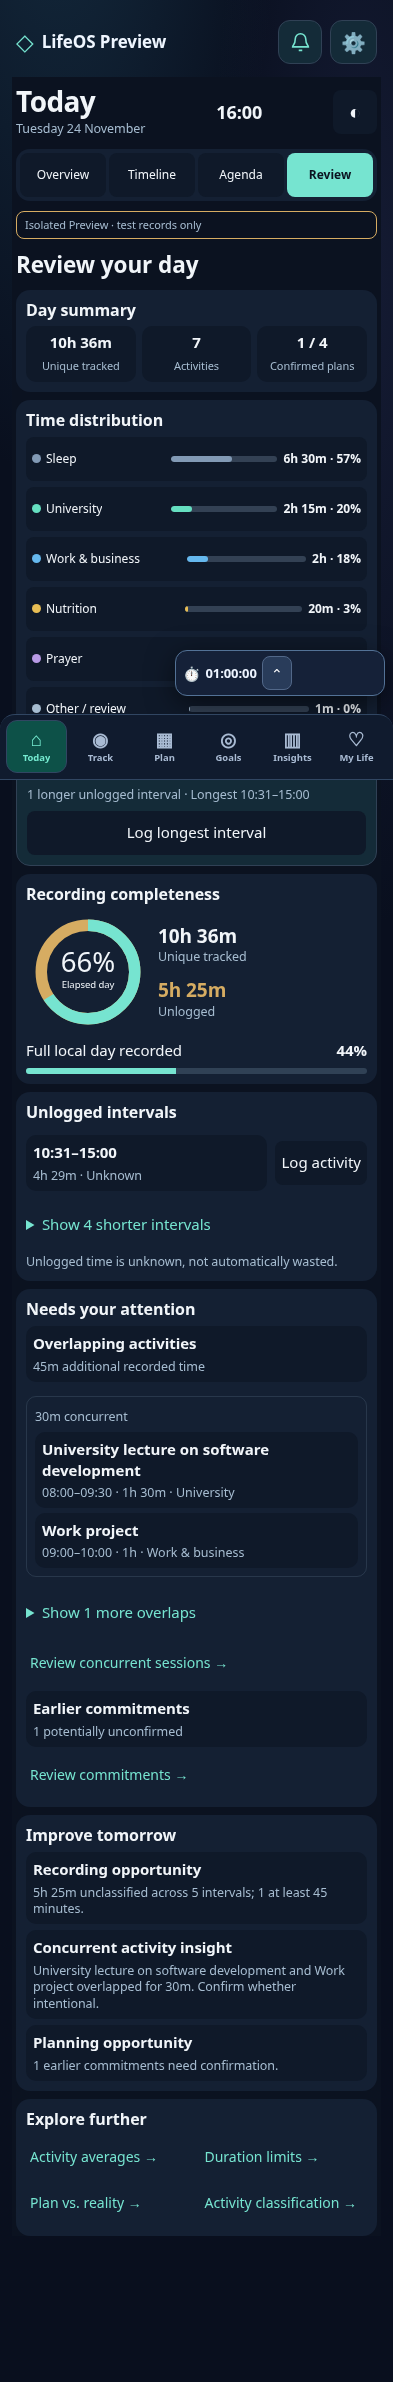 LifeOS Preview
Today
Tuesday 24 November
16:00
Overview
Timeline
Agenda
Review
Isolated Preview · test records only
Review your day
Day summary
10h 36m
Unique tracked
7
Activities
1 / 4
Confirmed plans
Time distribution
Sleep
6h 30m · 57%
University
2h 15m · 20%
Work & business
2h · 18%
Nutrition
20m · 3%
Prayer
01:00:00
Other / review
1m · 0%
Today
Track
Plan
Goals
Insights
My Life
1 longer unlogged interval · Longest 10:31–15:00
Log longest interval
Recording completeness
66%
Elapsed day
10h 36m
Unique tracked
5h 25m
Unlogged
Full local day recorded
44%
Unlogged intervals
10:31–15:00
4h 29m · Unknown
Log activity
Show 4 shorter intervals
Unlogged time is unknown, not automatically wasted.
Needs your attention
Overlapping activities
45m additional recorded time
30m concurrent
University lecture on software
development
08:00–09:30 · 1h 30m · University
Work project
09:00–10:00 · 1h · Work & business
Show 1 more overlaps
Review concurrent sessions →
Earlier commitments
1 potentially unconfirmed
Review commitments →
Improve tomorrow
Recording opportunity
5h 25m unclassified across 5 intervals; 1 at least 45
minutes.
Concurrent activity insight
University lecture on software development and Work
project overlapped for 30m. Confirm whether
intentional.
Planning opportunity
1 earlier commitments need confirmation.
Explore further
Activity averages →
Duration limits →
Plan vs. reality →
Activity classification →